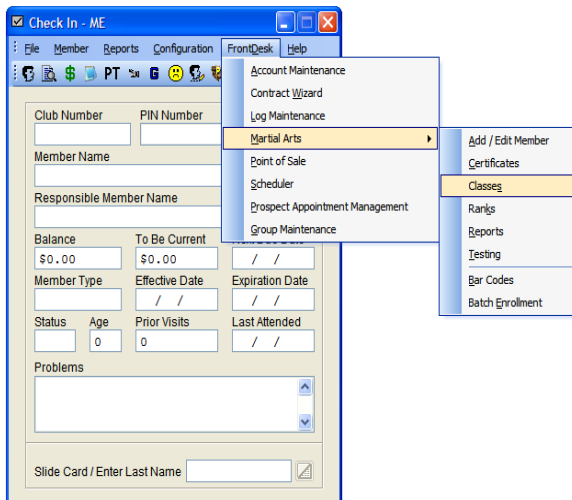 Check In - ME
File Member Reports Configuration FrontDesk Help
PT G
Account Maintenance
Contract Wizard
Log Maintenance
Martial Arts
Point of Sale
Scheduler
Prospect Appointment Management
Group Maintenance
Add / Edit Member
Certificates
Classes
Ranks
Reports
Testing
Bar Codes
Batch Enrollment
Club Number PIN Number
Member Name
Responsible Member Name
Balance To Be Current
$0.00 $0.00 / /
Member Type Effective Date Expiration Date
/ / / /
Status Age Prior Visits Last Attended
0 0 / /
Problems
Slide Card / Enter Last Name